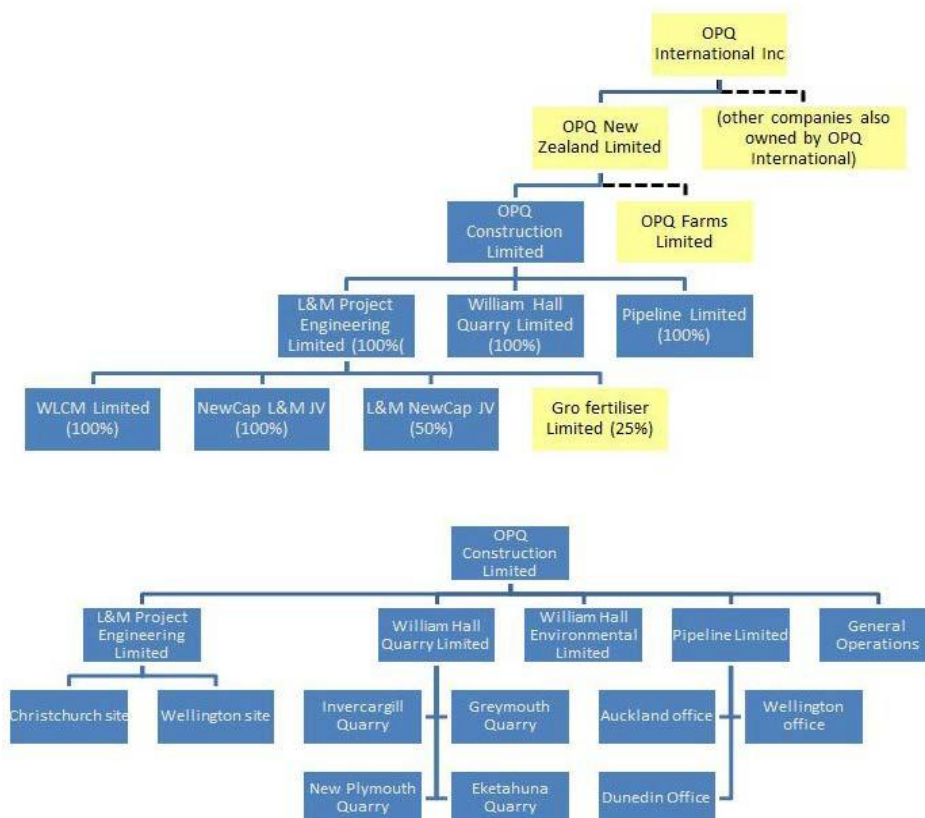 OPQ
International Inc
OPQ New
Zealand Limited
(other companies also
owned by OPQ
International)
OPQ
Construction
Limited
OPQ Farms
Limited
L&M Project
Engineering
Limited (100%(
William Hall
Quarry Limited
(100%)
Pipeline Limited
(100%)
WLCM Limited
(100%)
NewCap L&M JV
(100%)
L&M NewCap JV
(50%)
Gro fertiliser
Limited (25%)
OPQ
Construction
Limited
L&M Project
Engineering
Limited
William Hall
Quarry Limited
William Hall
Environmental
Limited
Pipeline Limited
General
Operations
Christchurch site
Wellington site
Invercargill
Quarry
Greymouth
Quarry
Auckland office
Wellington
office
New Plymouth
Quarry
Eketahuna
Quarry
Dunedin Office